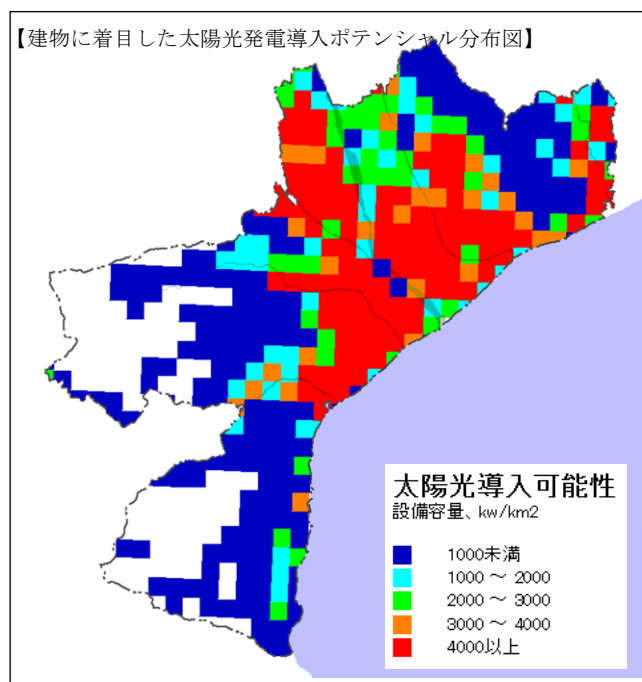 【建物に着目した太陽光発電導入ポテンシャル分布図】
太陽光導入可能性
設備容量、kw/km2
1000未満
1000 ～ 2000
2000 ～ 3000
3000 ～ 4000
4000以上